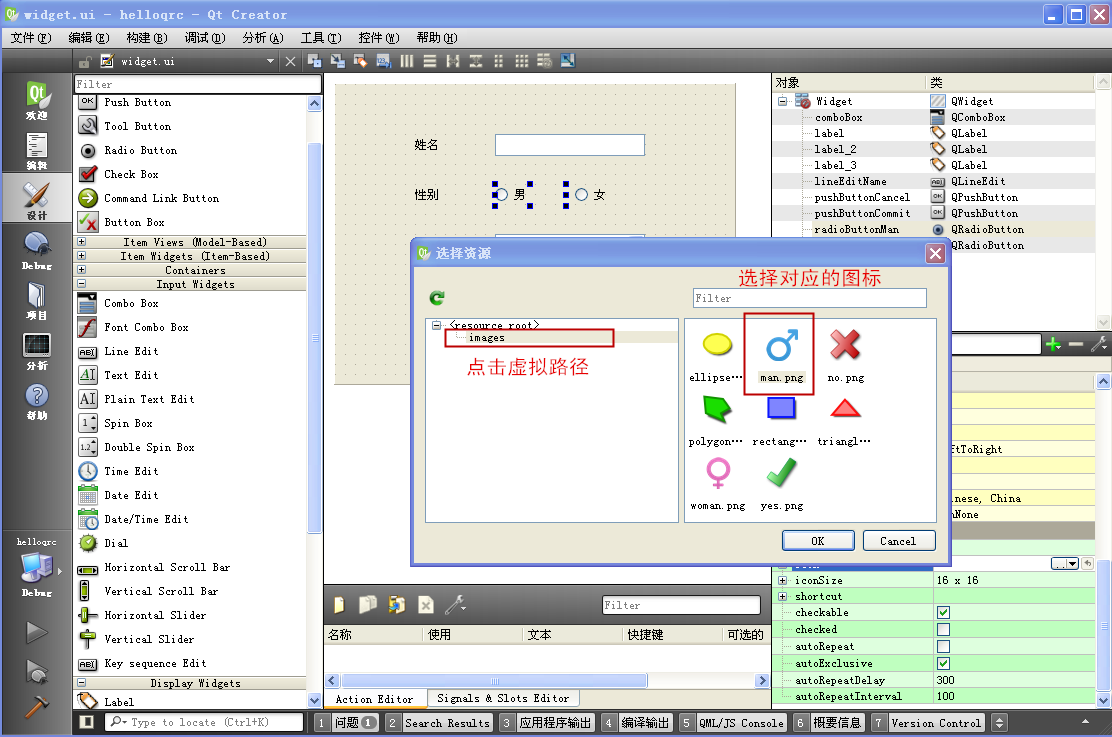 widget.ui - helloqrc - Qt Creator
文件(F) 编辑(E) 构建(B) 调试(D) 分析(A) 工具(T) 控件(W) 帮助(H)
widget.ui
欢迎
编辑
设计
Debug
项目
分析
帮助
helloqrc
Debug
Filter
Push Button
Tool Button
Radio Button
Check Box
Command Link Button
Button Box
Item Views (Model-Based)
Item Widgets (Item-Based)
Containers
Input Widgets
Combo Box
Font Combo Box
Line Edit
Text Edit
Plain Text Edit
Spin Box
Double Spin Box
Time Edit
Date Edit
Date/Time Edit
Dial
Horizontal Scroll Bar
Vertical Scroll Bar
Horizontal Slider
Vertical Slider
Key sequence Edit
Display Widgets
Label
姓名
性别 男 女
对象 类
Widget QWidget
comboBox QComboBox
label QLabel
label_2 QLabel
label_3 QLabel
lineEditName QLineEdit
pushButtonCancel QPushButton
pushButtonCommit QPushButton
radioButtonMan QRadioButton
QRadioButton
选择资源
选择对应的图标
Filter
<resource root>
images
点击虚拟路径
ellipse…
man.png
no.png
polygon…
rectang…
triangl…
woman.png
yes.png
OK Cancel
ftToRight
inese, China
nNone
iconSize 16 x 16
shortcut
checkable
checked
autoRepeat
autoExclusive
autoRepeatDelay 300
autoRepeatInterval 100
Filter
名称 使用 文本 快捷键 可选的
Action Editor Signals & Slots Editor
Type to locate (Ctrl+K) 1 问题 1 2 Search Results 3 应用程序输出 4 编译输出 5 QML/JS Console 6 概要信息 7 Version Control